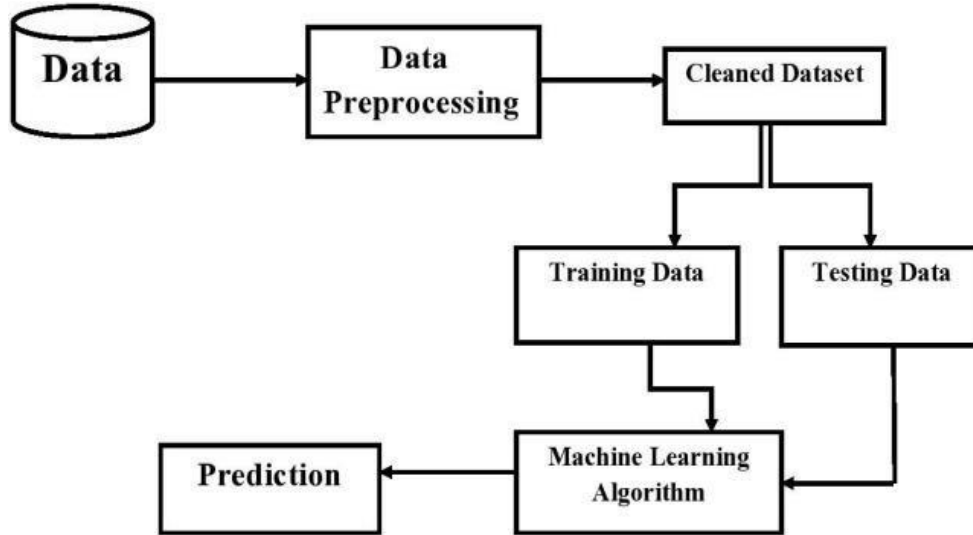 Data
Data
Preprocessing
Cleaned Dataset
Training Data
Testing Data
Machine Learning
Algorithm
Prediction